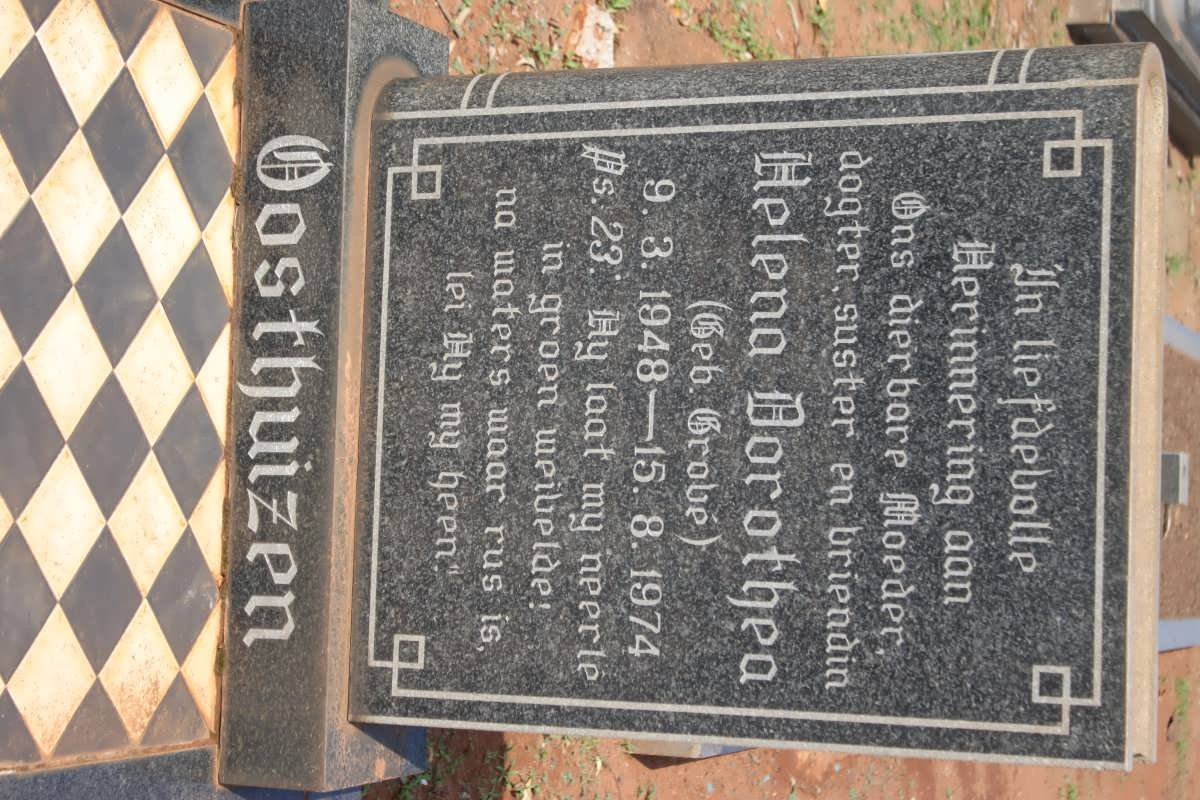 In liefdevolle
Herinnering aan
Ons dierbare Moeder,
dogter, suster en vriendin
Helena Dorothea
(Geb. Grobé)
9. 3. 1948 — 15. 8. 1974
Ps. 23. "Hy laat my neerlê
in groen weivelde;
na waters waar rus is,
lei Hy my heen."
Oosthuizen